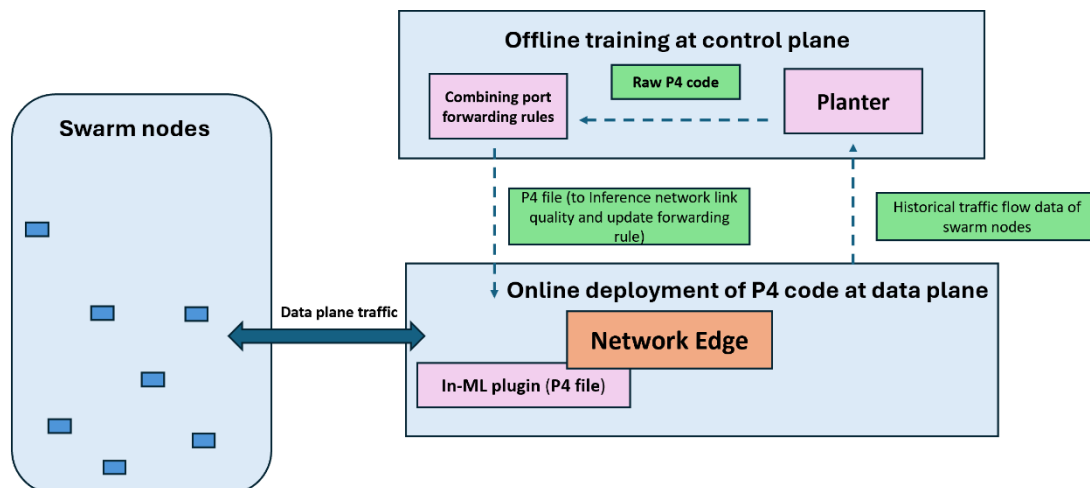 Offline training at control plane
Raw P4 code
Combining port
forwarding rules
Planter
Swarm nodes
P4 file (to Inference network link
quality and update forwarding
rule)
Historical traffic flow data of
swarm nodes
Online deployment of P4 code at data plane
Data plane traffic
Network Edge
In-ML plugin (P4 file)